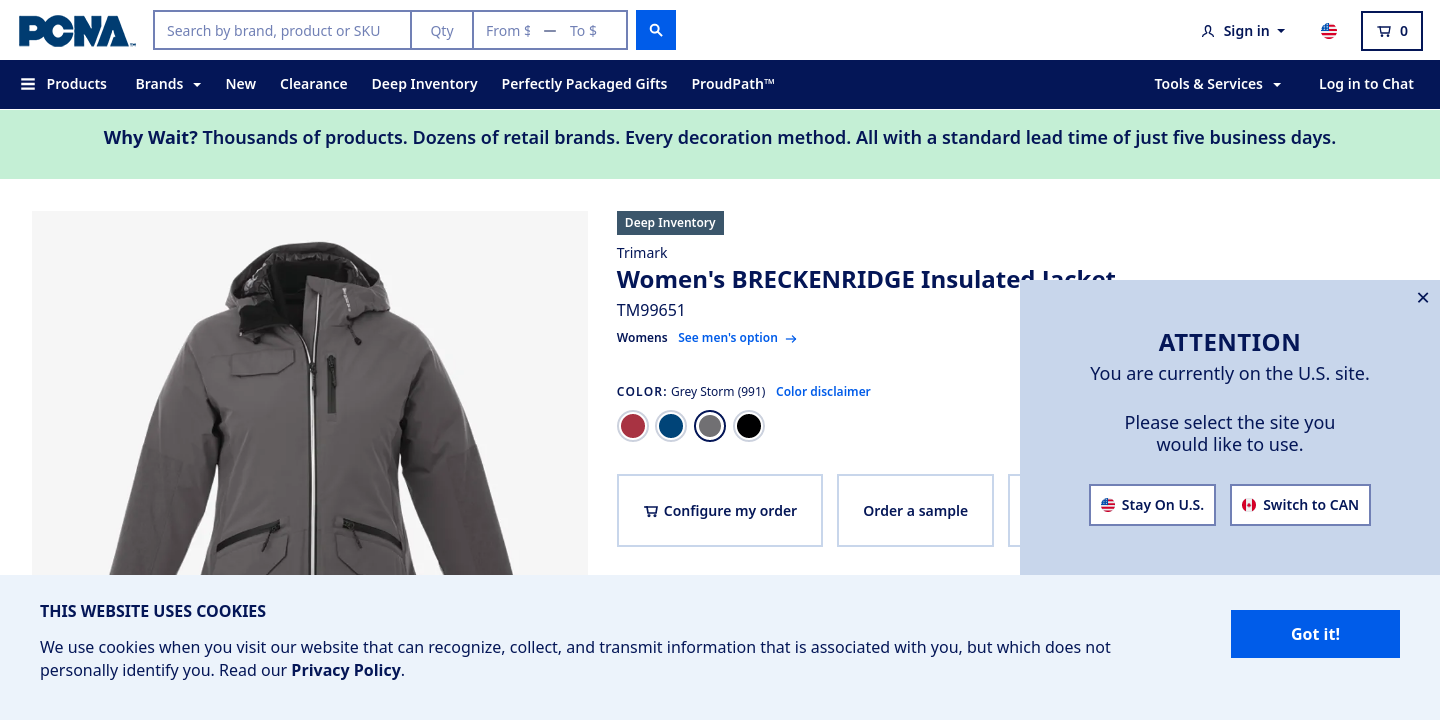 PCNA™
Search by brand, product or SKU
Qty
From $ — To $
Sign in
0
Products
Brands
New
Clearance
Deep Inventory
Perfectly Packaged Gifts
ProudPath™
Tools & Services
Log in to Chat
Why Wait? Thousands of products. Dozens of retail brands. Every decoration method. All with a standard lead time of just five business days.
Deep Inventory
Trimark
Women's BRECKENRIDGE Insulated Jacket
TM99651
Womens See men's option →
COLOR: Grey Storm (991) Color disclaimer
Configure my order
Order a sample
ATTENTION
You are currently on the U.S. site.
Please select the site you
would like to use.
Stay On U.S.
Switch to CAN
THIS WEBSITE USES COOKIES
We use cookies when you visit our website that can recognize, collect, and transmit information that is associated with you, but which does not
personally identify you. Read our Privacy Policy.
Got it!